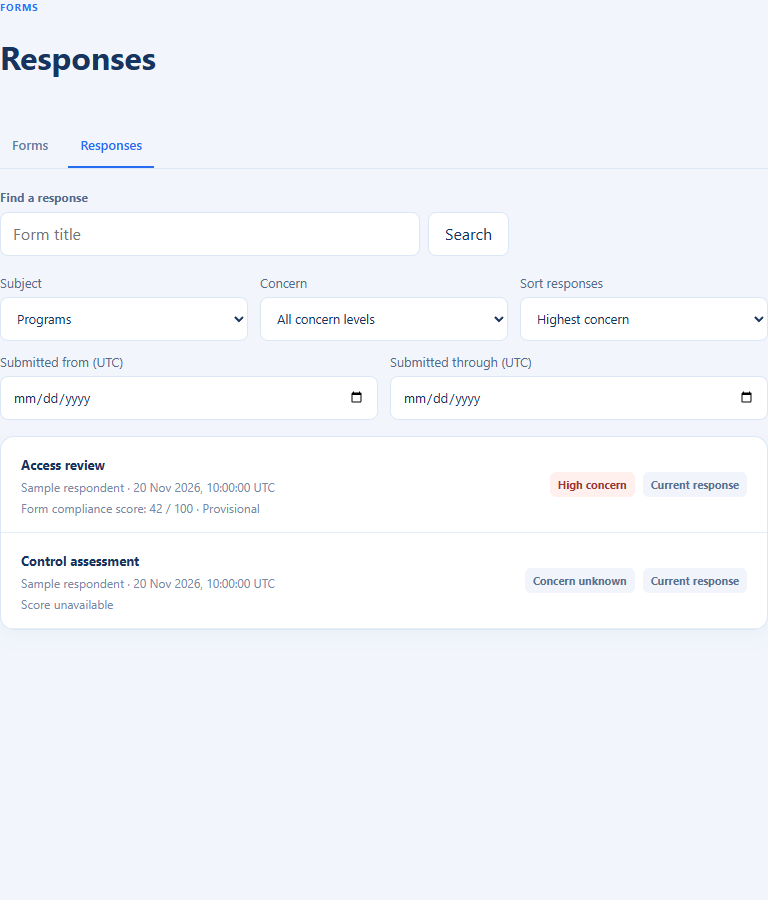 FORMS
Responses
Forms
Responses
Find a response
Form title
Search
Subject
Concern
Sort responses
Programs
All concern levels
Highest concern
Submitted from (UTC)
Submitted through (UTC)
mm/dd/yyyy
mm/dd/yyyy
Access review
Sample respondent · 20 Nov 2026, 10:00:00 UTC
Form compliance score: 42 / 100 · Provisional
High concern
Current response
Control assessment
Sample respondent · 20 Nov 2026, 10:00:00 UTC
Score unavailable
Concern unknown
Current response